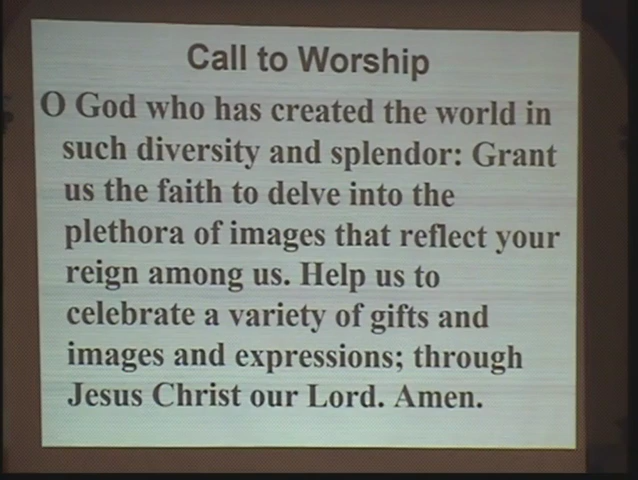 Call to Worship
O God who has created the world in
such diversity and splendor: Grant
us the faith to delve into the
plethora of images that reflect your
reign among us. Help us to
celebrate a variety of gifts and
images and expressions; through
Jesus Christ our Lord. Amen.